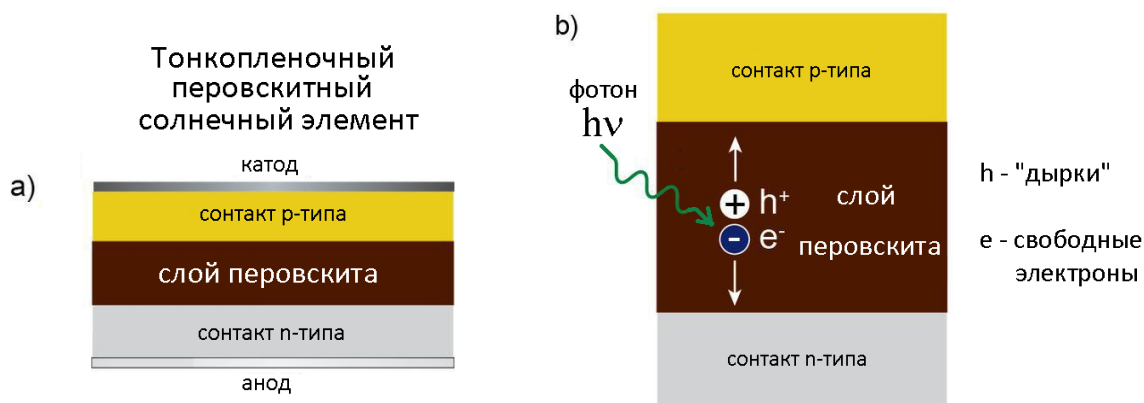 a)
Тонкопленочный
перовскитный
солнечный элемент
катод
контакт р-типа
слой перовскита
контакт n-типа
анод
b)
фотон
hν
контакт р-типа
+ h+
- e-
слой
перовскита
контакт n-типа
h - "дырки"
e - свободные
электроны